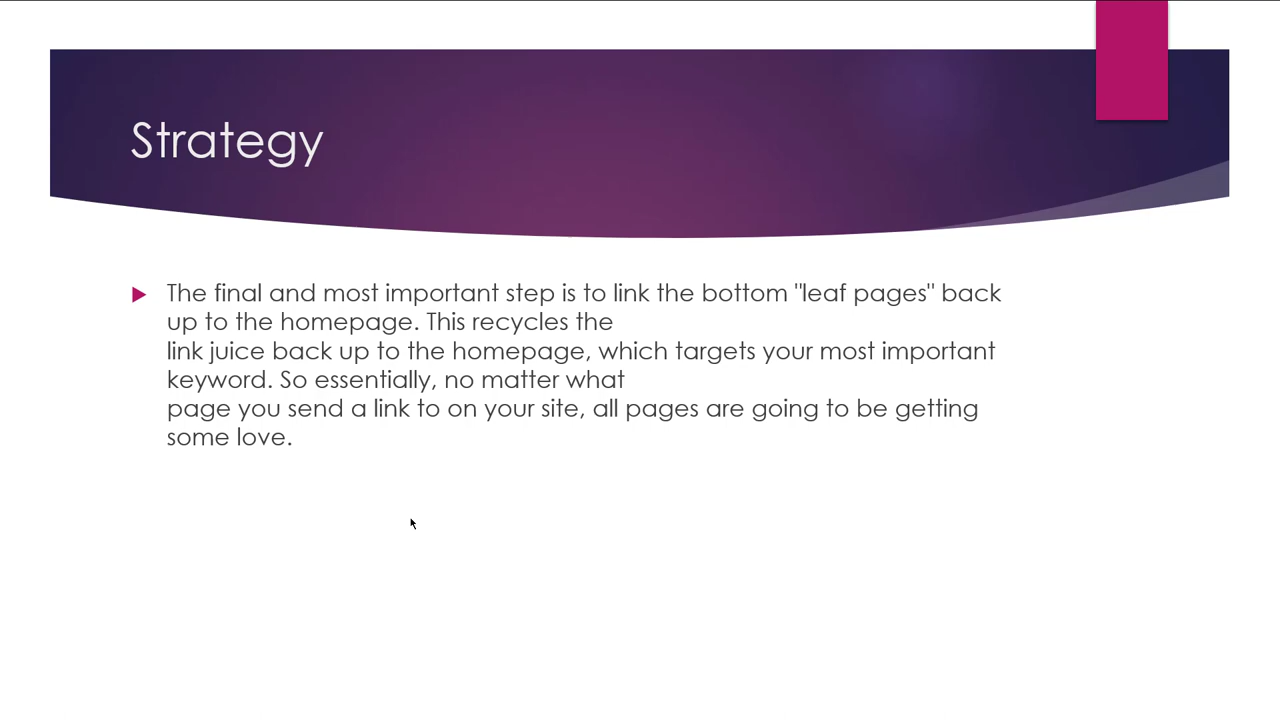 Strategy
The final and most important step is to link the bottom "leaf pages" back
up to the homepage. This recycles the
link juice back up to the homepage, which targets your most important
keyword. So essentially, no matter what
page you send a link to on your site, all pages are going to be getting
some love.